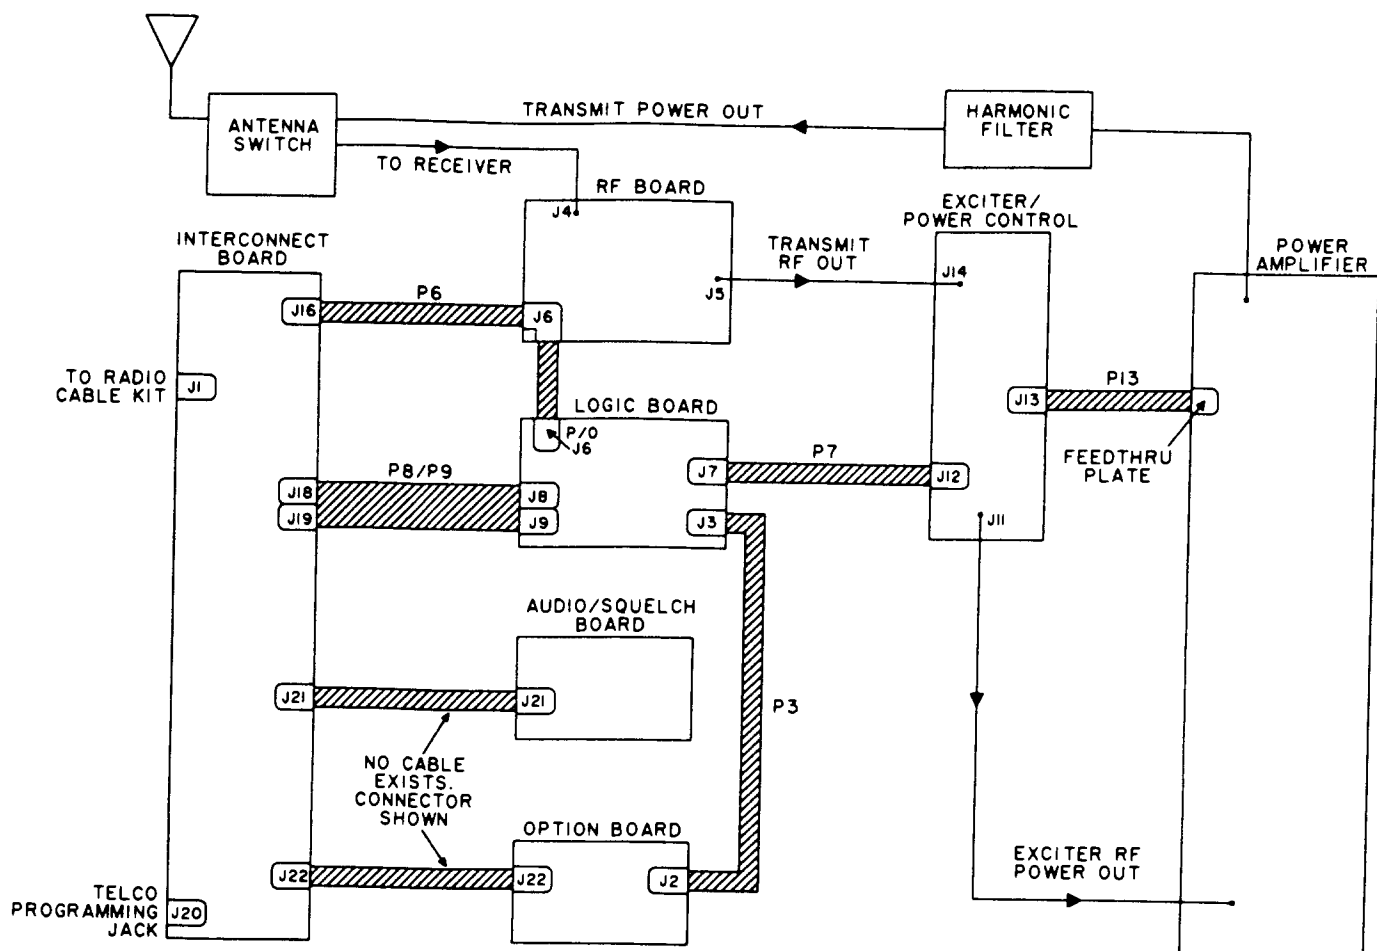 ANTENNA
SWITCH
TRANSMIT POWER OUT
HARMONIC
FILTER
TO RECEIVER
RF BOARD
J4
J5
J6
TRANSMIT
RF OUT
EXCITER/
POWER CONTROL
J14
J13
J12
J11
POWER
AMPLIFIER
INTERCONNECT
BOARD
J16
P6
TO RADIO
CABLE KIT
J1
LOGIC BOARD
P/O
J6
P13
FEEDTHRU
PLATE
P8/P9
J18
J19
J8
J9
J7
J3
P7
AUDIO/SQUELCH
BOARD
J21
J21
P3
NO CABLE
EXISTS.
CONNECTOR
SHOWN
OPTION BOARD
J22
J22
J2
TELCO
PROGRAMMING
JACK
J20
EXCITER RF
POWER OUT